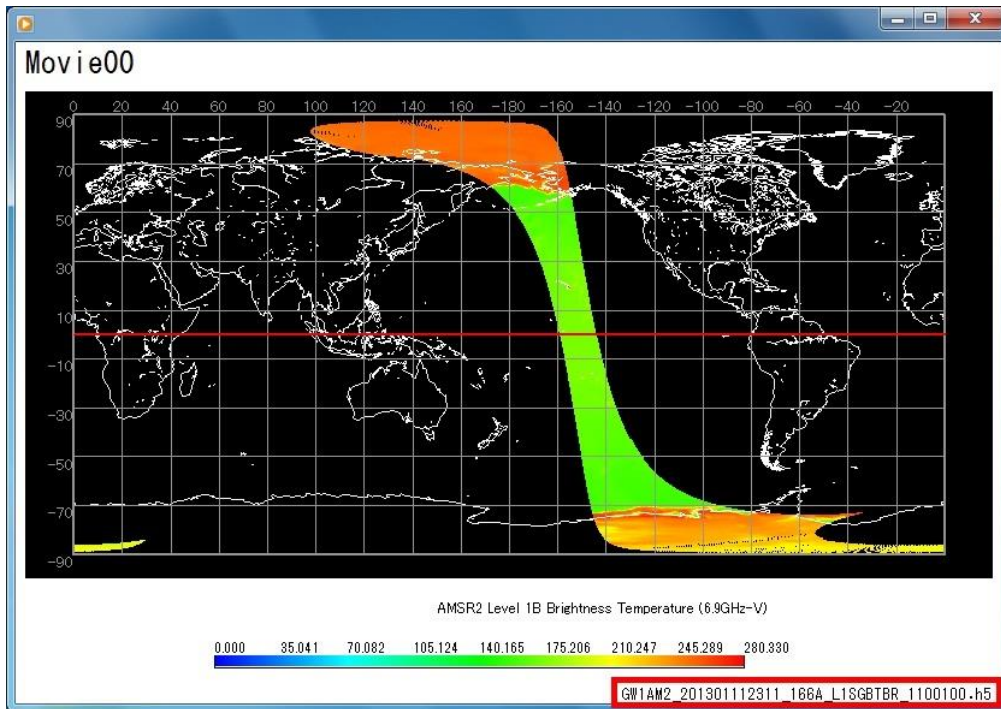 Movie00
0 20 40 60 80 100 120 140 160 -180 -160 -140 -120 -100 -80 -60 -40 -20
90
70
50
30
10
-10
-30
-50
-70
-90
AMSR2 Level 1B Brightness Temperature (6.9GHz-V)
0.000 35.041 70.082 105.124 140.165 175.206 210.247 245.289 280.330
GW1AM2_201301112311_166A_L1SGBTBR_1100100.h5